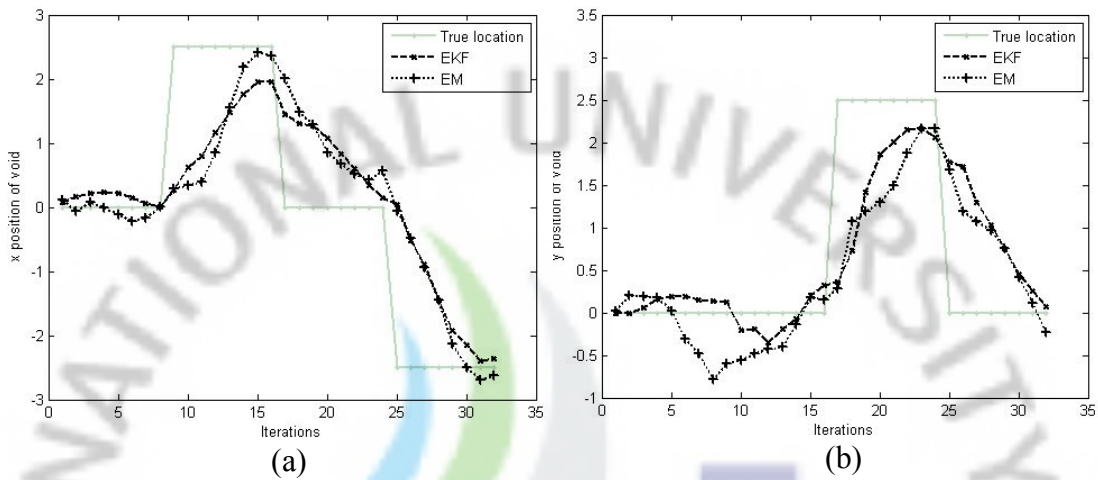 3
2
1
0
-1
-2
-3
0
5
10
15
20
25
30
35
x position of void
Iterations
True location
EKF
EM
(a)
3.5
3
2.5
2
1.5
1
0.5
0
-0.5
-1
0
5
10
15
20
25
30
35
y position of void
Iterations
True location
EKF
EM
(b)
NATIONAL UNIVERSITY